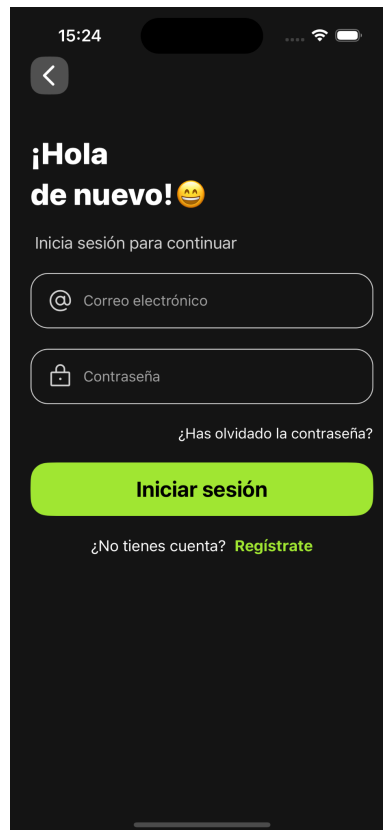 15:24
¡Hola
de nuevo!😄
Inicia sesión para continuar
Correo electrónico
Contraseña
¿Has olvidado la contraseña?
Iniciar sesión
¿No tienes cuenta? Regístrate